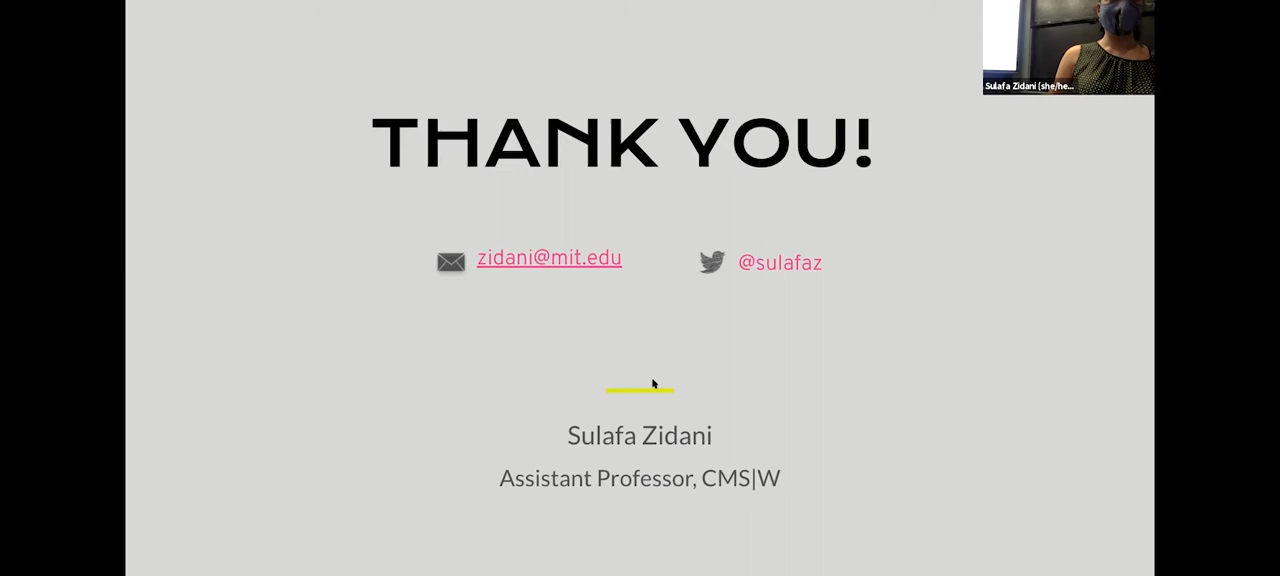 Sulafa Zidani (she/he...
THANK YOU!
zidani@mit.edu
@sulafaz
Sulafa Zidani
Assistant Professor, CMS|W